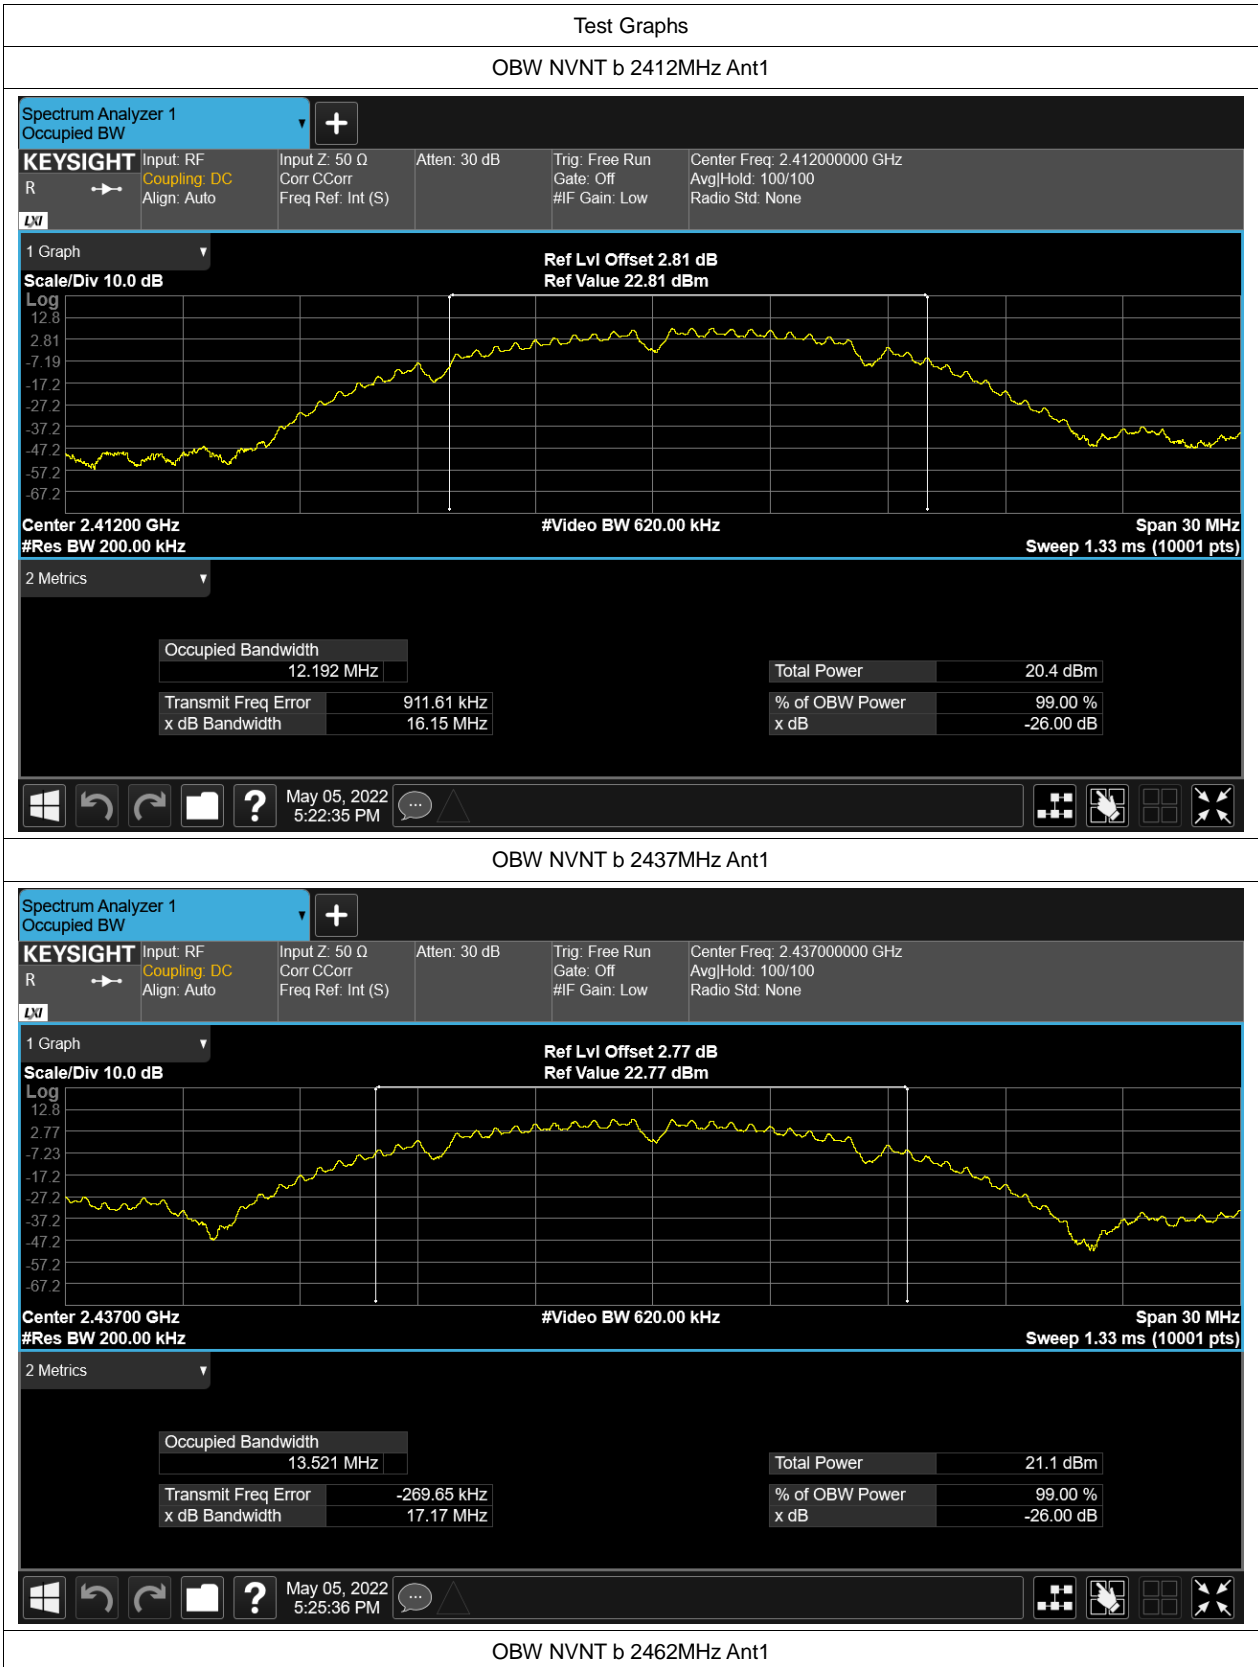 Test Graphs
OBW NVNT b 2412MHz Ant1
Spectrum Analyzer 1
Occupied BW
KEYSIGHT Input: RF Input Z: 50 Ω Atten: 30 dB Trig: Free Run Center Freq: 2.412000000 GHz
R Coupling: DC Corr CCorr Gate: Off Avg|Hold: 100/100
Align: Auto Freq Ref: Int (S) #IF Gain: Low Radio Std: None
LXI
1 Graph
Ref Lvl Offset 2.81 dB
Scale/Div 10.0 dB Ref Value 22.81 dBm
Log
12.8
2.81
-7.19
-17.2
-27.2
-37.2
-47.2
-57.2
-67.2
Center 2.41200 GHz #Video BW 620.00 kHz Span 30 MHz
#Res BW 200.00 kHz Sweep 1.33 ms (10001 pts)
2 Metrics
Occupied Bandwidth
12.192 MHz Total Power 20.4 dBm
Transmit Freq Error 911.61 kHz % of OBW Power 99.00 %
x dB Bandwidth 16.15 MHz x dB -26.00 dB
May 05, 2022
5:22:35 PM
OBW NVNT b 2437MHz Ant1
Spectrum Analyzer 1
Occupied BW
KEYSIGHT Input: RF Input Z: 50 Ω Atten: 30 dB Trig: Free Run Center Freq: 2.437000000 GHz
R Coupling: DC Corr CCorr Gate: Off Avg|Hold: 100/100
Align: Auto Freq Ref: Int (S) #IF Gain: Low Radio Std: None
LXI
1 Graph
Ref Lvl Offset 2.77 dB
Scale/Div 10.0 dB Ref Value 22.77 dBm
Log
12.8
2.77
-7.23
-17.2
-27.2
-37.2
-47.2
-57.2
-67.2
Center 2.43700 GHz #Video BW 620.00 kHz Span 30 MHz
#Res BW 200.00 kHz Sweep 1.33 ms (10001 pts)
2 Metrics
Occupied Bandwidth
13.521 MHz Total Power 21.1 dBm
Transmit Freq Error -269.65 kHz % of OBW Power 99.00 %
x dB Bandwidth 17.17 MHz x dB -26.00 dB
May 05, 2022
5:25:36 PM
OBW NVNT b 2462MHz Ant1